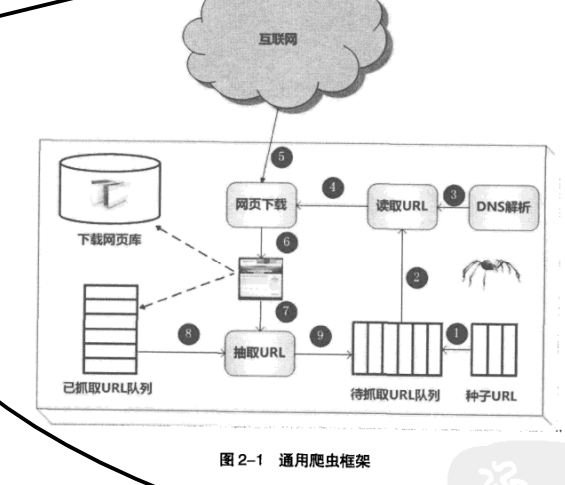 互联网
5
网页下载
4
读取URL
3
DNS解析
下载网页库
6
2
7
8
抽取URL
9
1
已抓取URL队列
待抓取URL队列
种子URL
图2-1 通用爬虫框架